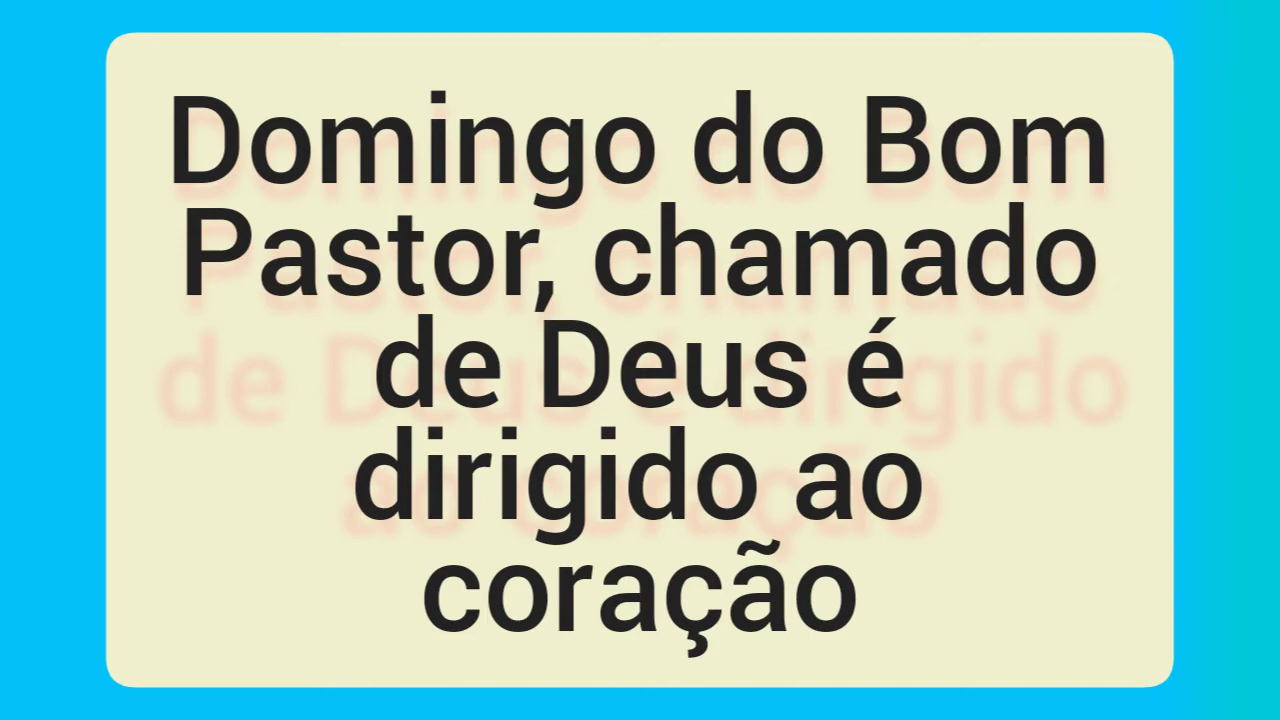 Domingo do Bom
Pastor, chamado
de Deus é
dirigido ao
coração